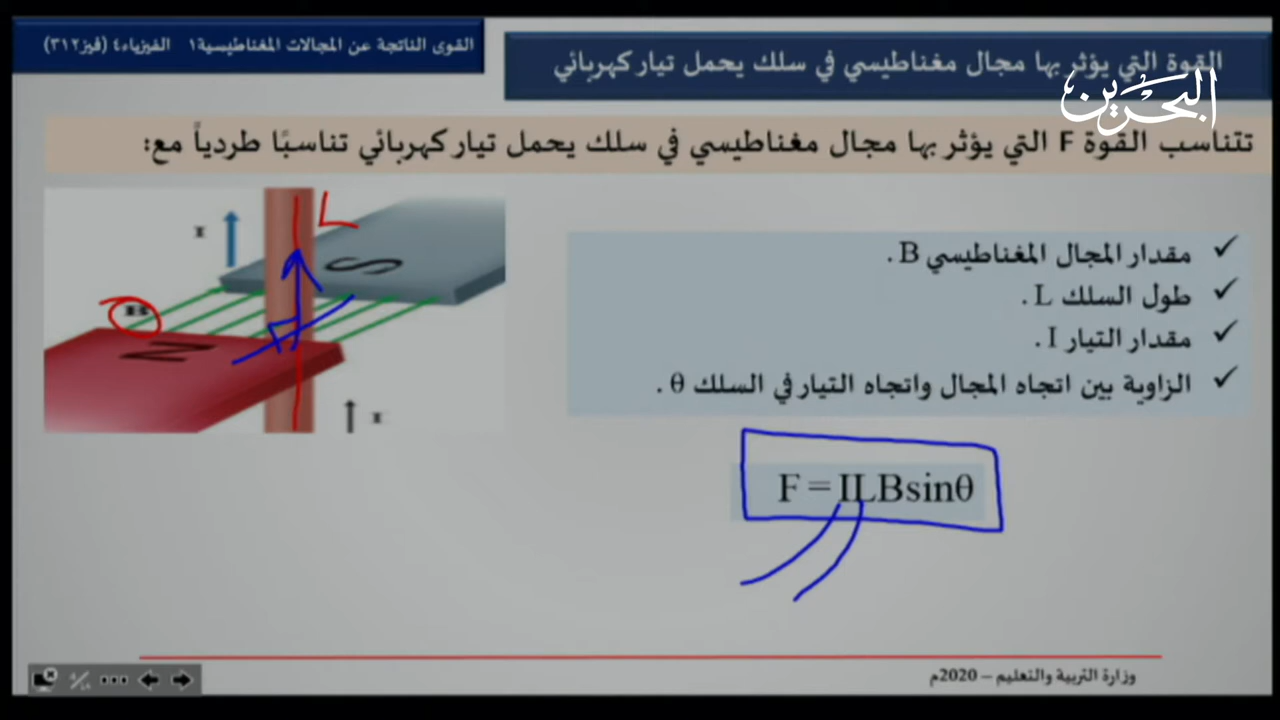 القوى الناتجة عن المجالات المغناطيسية١ الفيزياء٤ (فيز٣١٢)
القوة التي يؤثر بها مجال مغناطيسي في سلك يحمل تيار كهربائي
البحرين
تتناسب القوة F التي يؤثر بها مجال مغناطيسي في سلك يحمل تيار كهربائي تناسبًا طردياً مع:
✓ مقدار المجال المغناطيسي B .
✓ طول السلك L .
✓ مقدار التيار I .
✓ الزاوية بين اتجاه المجال واتجاه التيار في السلك θ .
I
L
S
B
N
I
F = ILBsinθ
وزارة التربية والتعليم – 2020م